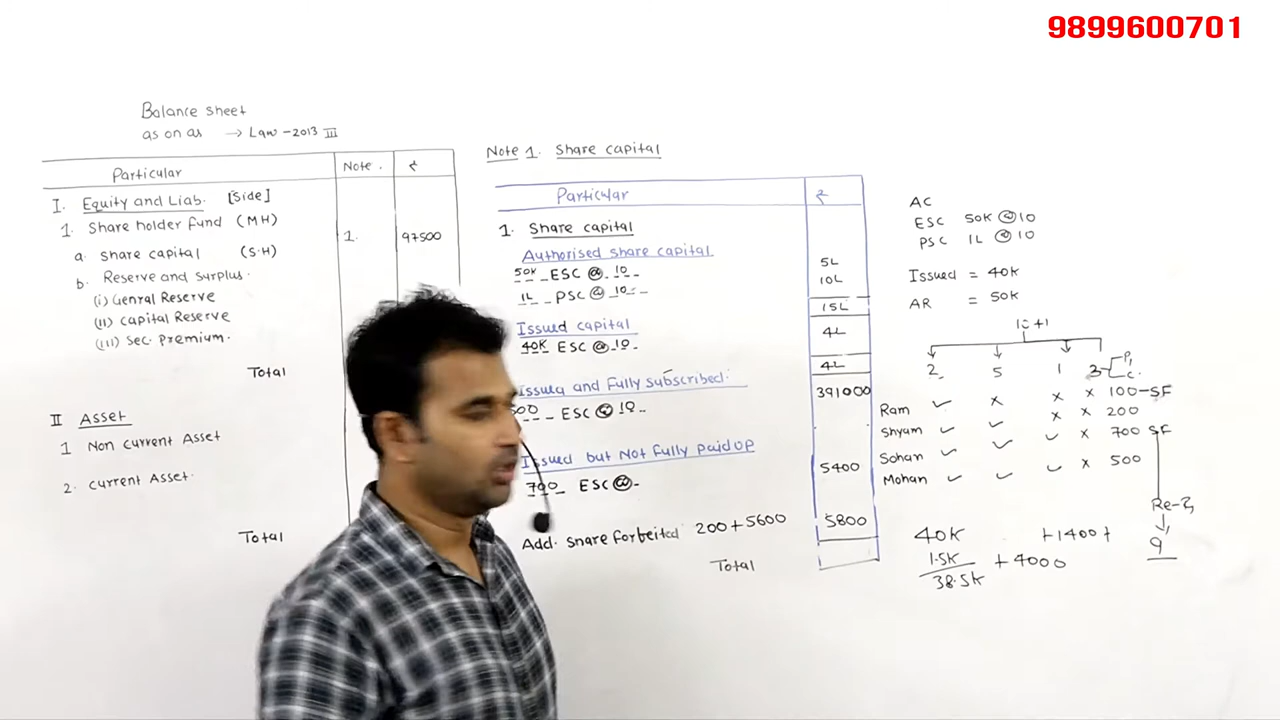 9899600701
Balance sheet
as on as → Law - 2013 III
Particular Note . ₹
I. Equity and Liab. [Side]
1. Share holder Fund (MH)
a. share capital (S.H) 1. 97500
b. Reserve and surplus.
(i) Genral Reserve
(ii) capital Reserve
(iii) Sec. Premium.
Total
II Asset
1 Non current Asset
2. current Asset.
Total
Note 1. Share capital
Particular ₹
1. Share capital
Authorised share capital
50K ESC @ 10 5L
1L PSC @ 10 10L
15L
Issued capital
40K ESC @ 10 4L
4L
Issued and Fully subscribed: 391000
ESC @ 10
Issued but Not Fully paid up
700 ESC @ 5400
Add. share forbeited 200 + 5600 5800
Total
AC
ESC 50K @ 10
PSC 1L @ 10
Issued = 40K
AR = 50K
10 + 1
2 5 1 3
Ram ✓ × × × 100 - SF
Shyam ✓ ✓ × × 200
Sohan ✓ ✓ ✓ × 700 SF
Mohan ✓ ✓ ✓ × 500
40K + 1400 +
1.5K
38.5K + 4000
9